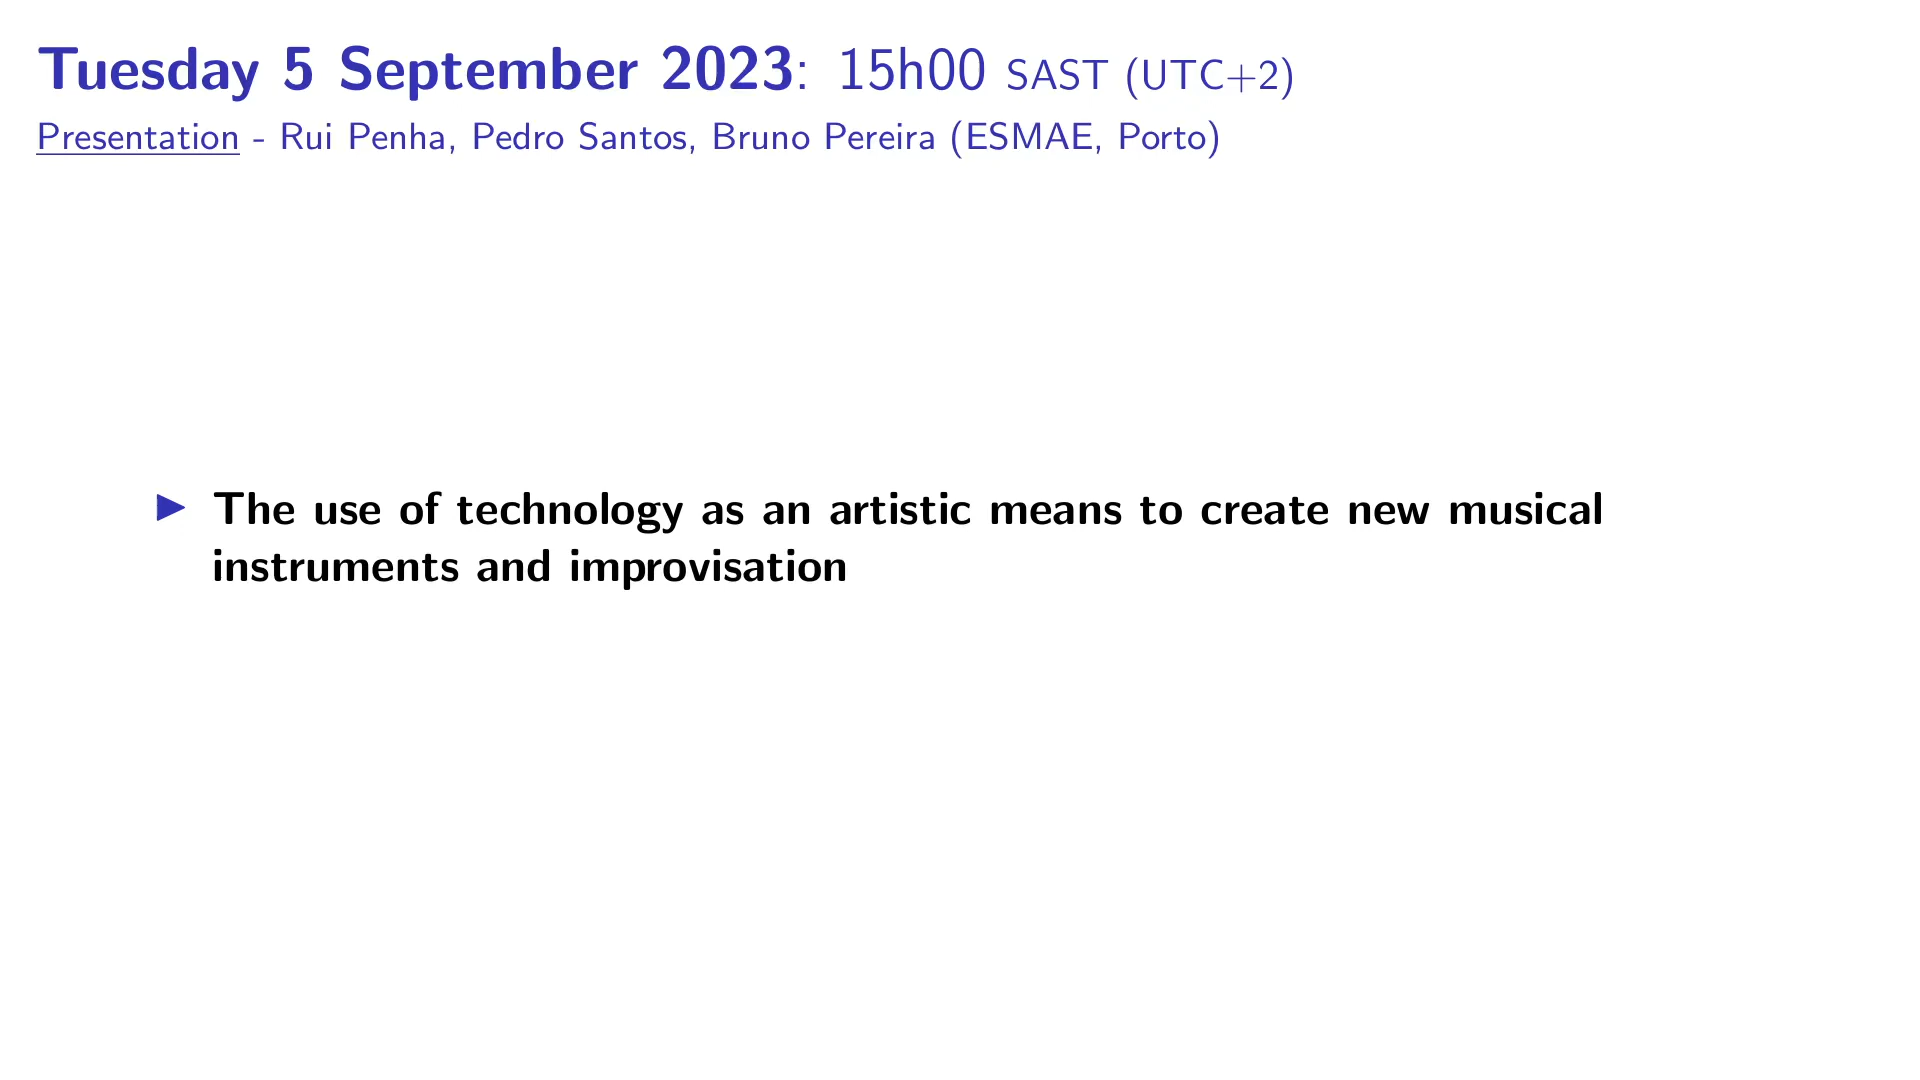 Tuesday 5 September 2023: 15h00 SAST (UTC+2)
Presentation - Rui Penha, Pedro Santos, Bruno Pereira (ESMAE, Porto)
▶ The use of technology as an artistic means to create new musical
instruments and improvisation